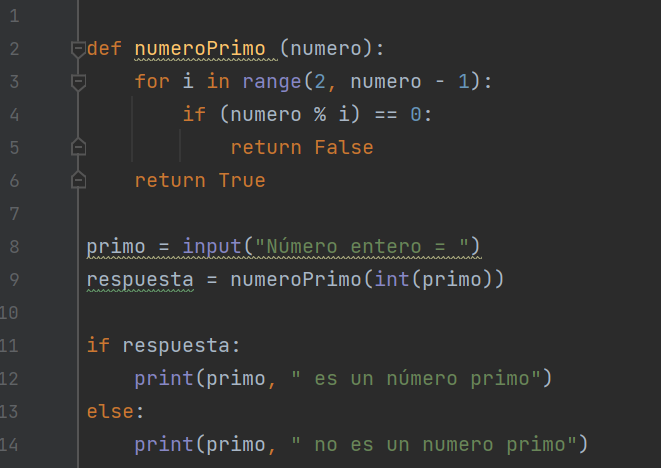 1
2 def numeroPrimo (numero):
3     for i in range(2, numero - 1):
4         if (numero % i) == 0:
5             return False
6     return True
7
8 primo = input("Número entero = ")
9 respuesta = numeroPrimo(int(primo))
10
11 if respuesta:
12     print(primo, " es un número primo")
13 else:
14     print(primo, " no es un numero primo")